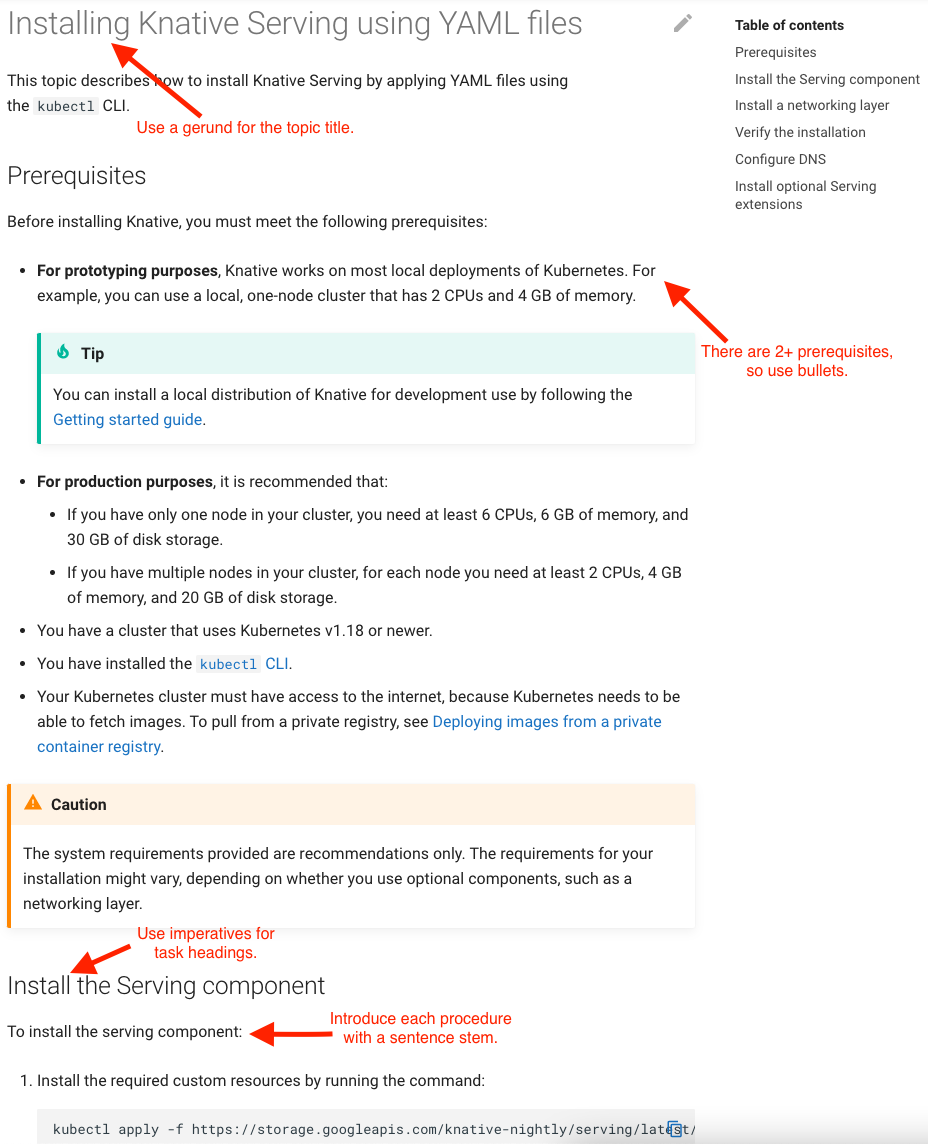 Installing Knative Serving using YAML files
This topic describes how to install Knative Serving by applying YAML files using
the kubectl CLI.
Use a gerund for the topic title.
Prerequisites
Before installing Knative, you must meet the following prerequisites:
• For prototyping purposes, Knative works on most local deployments of Kubernetes. For
example, you can use a local, one-node cluster that has 2 CPUs and 4 GB of memory.
There are 2+ prerequisites,
so use bullets.
Tip
You can install a local distribution of Knative for development use by following the
Getting started guide.
• For production purposes, it is recommended that:
• If you have only one node in your cluster, you need at least 6 CPUs, 6 GB of memory, and
30 GB of disk storage.
• If you have multiple nodes in your cluster, for each node you need at least 2 CPUs, 4 GB
of memory, and 20 GB of disk storage.
• You have a cluster that uses Kubernetes v1.18 or newer.
• You have installed the kubectl CLI.
• Your Kubernetes cluster must have access to the internet, because Kubernetes needs to be
able to fetch images. To pull from a private registry, see Deploying images from a private
container registry.
Caution
The system requirements provided are recommendations only. The requirements for your
installation might vary, depending on whether you use optional components, such as a
networking layer.
Use imperatives for
task headings.
Install the Serving component
To install the serving component:
Introduce each procedure
with a sentence stem.
1. Install the required custom resources by running the command:
kubectl apply -f https://storage.googleapis.com/knative-nightly/serving/latest/
Table of contents
Prerequisites
Install the Serving component
Install a networking layer
Verify the installation
Configure DNS
Install optional Serving
extensions